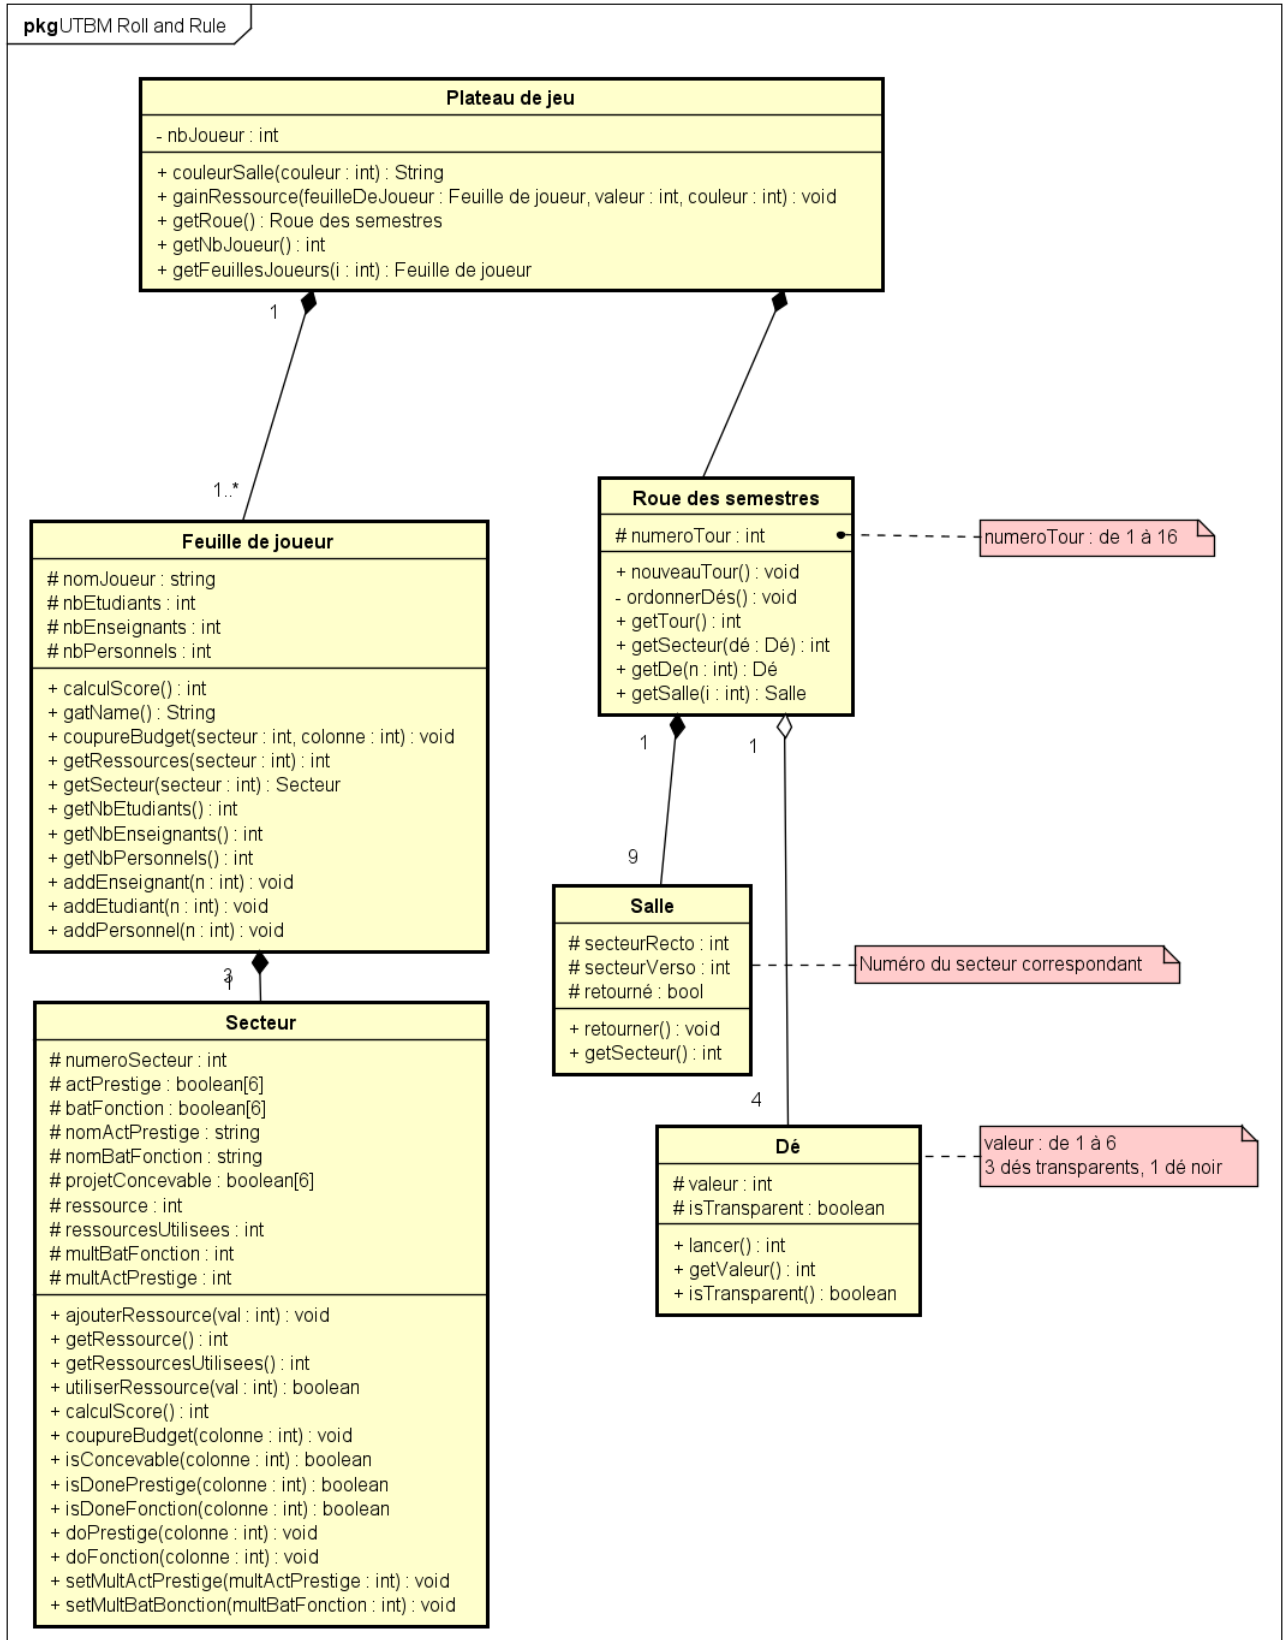 pkg UTBM Roll and Rule
Plateau de jeu
- nbJoueur : int
+ couleurSalle(couleur : int) : String
+ gainRessource(feuilleDeJoueur : Feuille de joueur, valeur : int, couleur : int) : void
+ getRoue() : Roue des semestres
+ getNbJoueur() : int
+ getFeuillesJoueurs(i : int) : Feuille de joueur
1
1..*
Feuille de joueur
# nomJoueur : string
# nbEtudiants : int
# nbEnseignants : int
# nbPersonnels : int
+ calculScore() : int
+ gatName() : String
+ coupureBudget(secteur : int, colonne : int) : void
+ getRessources(secteur : int) : int
+ getSecteur(secteur : int) : Secteur
+ getNbEtudiants() : int
+ getNbEnseignants() : int
+ getNbPersonnels() : int
+ addEnseignant(n : int) : void
+ addEtudiant(n : int) : void
+ addPersonnel(n : int) : void
3
1
Secteur
# numeroSecteur : int
# actPrestige : boolean[6]
# batFonction : boolean[6]
# nomActPrestige : string
# nomBatFonction : string
# projetConcevable : boolean[6]
# ressource : int
# ressourcesUtilisees : int
# multBatFonction : int
# multActPrestige : int
+ ajouterRessource(val : int) : void
+ getRessource() : int
+ getRessourcesUtilisees() : int
+ utiliserRessource(val : int) : boolean
+ calculScore() : int
+ coupureBudget(colonne : int) : void
+ isConcevable(colonne : int) : boolean
+ isDonePrestige(colonne : int) : boolean
+ isDoneFonction(colonne : int) : boolean
+ doPrestige(colonne : int) : void
+ doFonction(colonne : int) : void
+ setMultActPrestige(multActPrestige : int) : void
+ setMultBatBonction(multBatFonction : int) : void
Roue des semestres
# numeroTour : int
+ nouveauTour() : void
- ordonnerDés() : void
+ getTour() : int
+ getSecteur(dé : Dé) : int
+ getDe(n : int) : Dé
+ getSalle(i : int) : Salle
numeroTour : de 1 à 16
1
1
9
Salle
# secteurRecto : int
# secteurVerso : int
# retourné : bool
+ retourner() : void
+ getSecteur() : int
Numéro du secteur correspondant
4
Dé
# valeur : int
# isTransparent : boolean
+ lancer() : int
+ getValeur() : int
+ isTransparent() : boolean
valeur : de 1 à 6
3 dés transparents, 1 dé noir